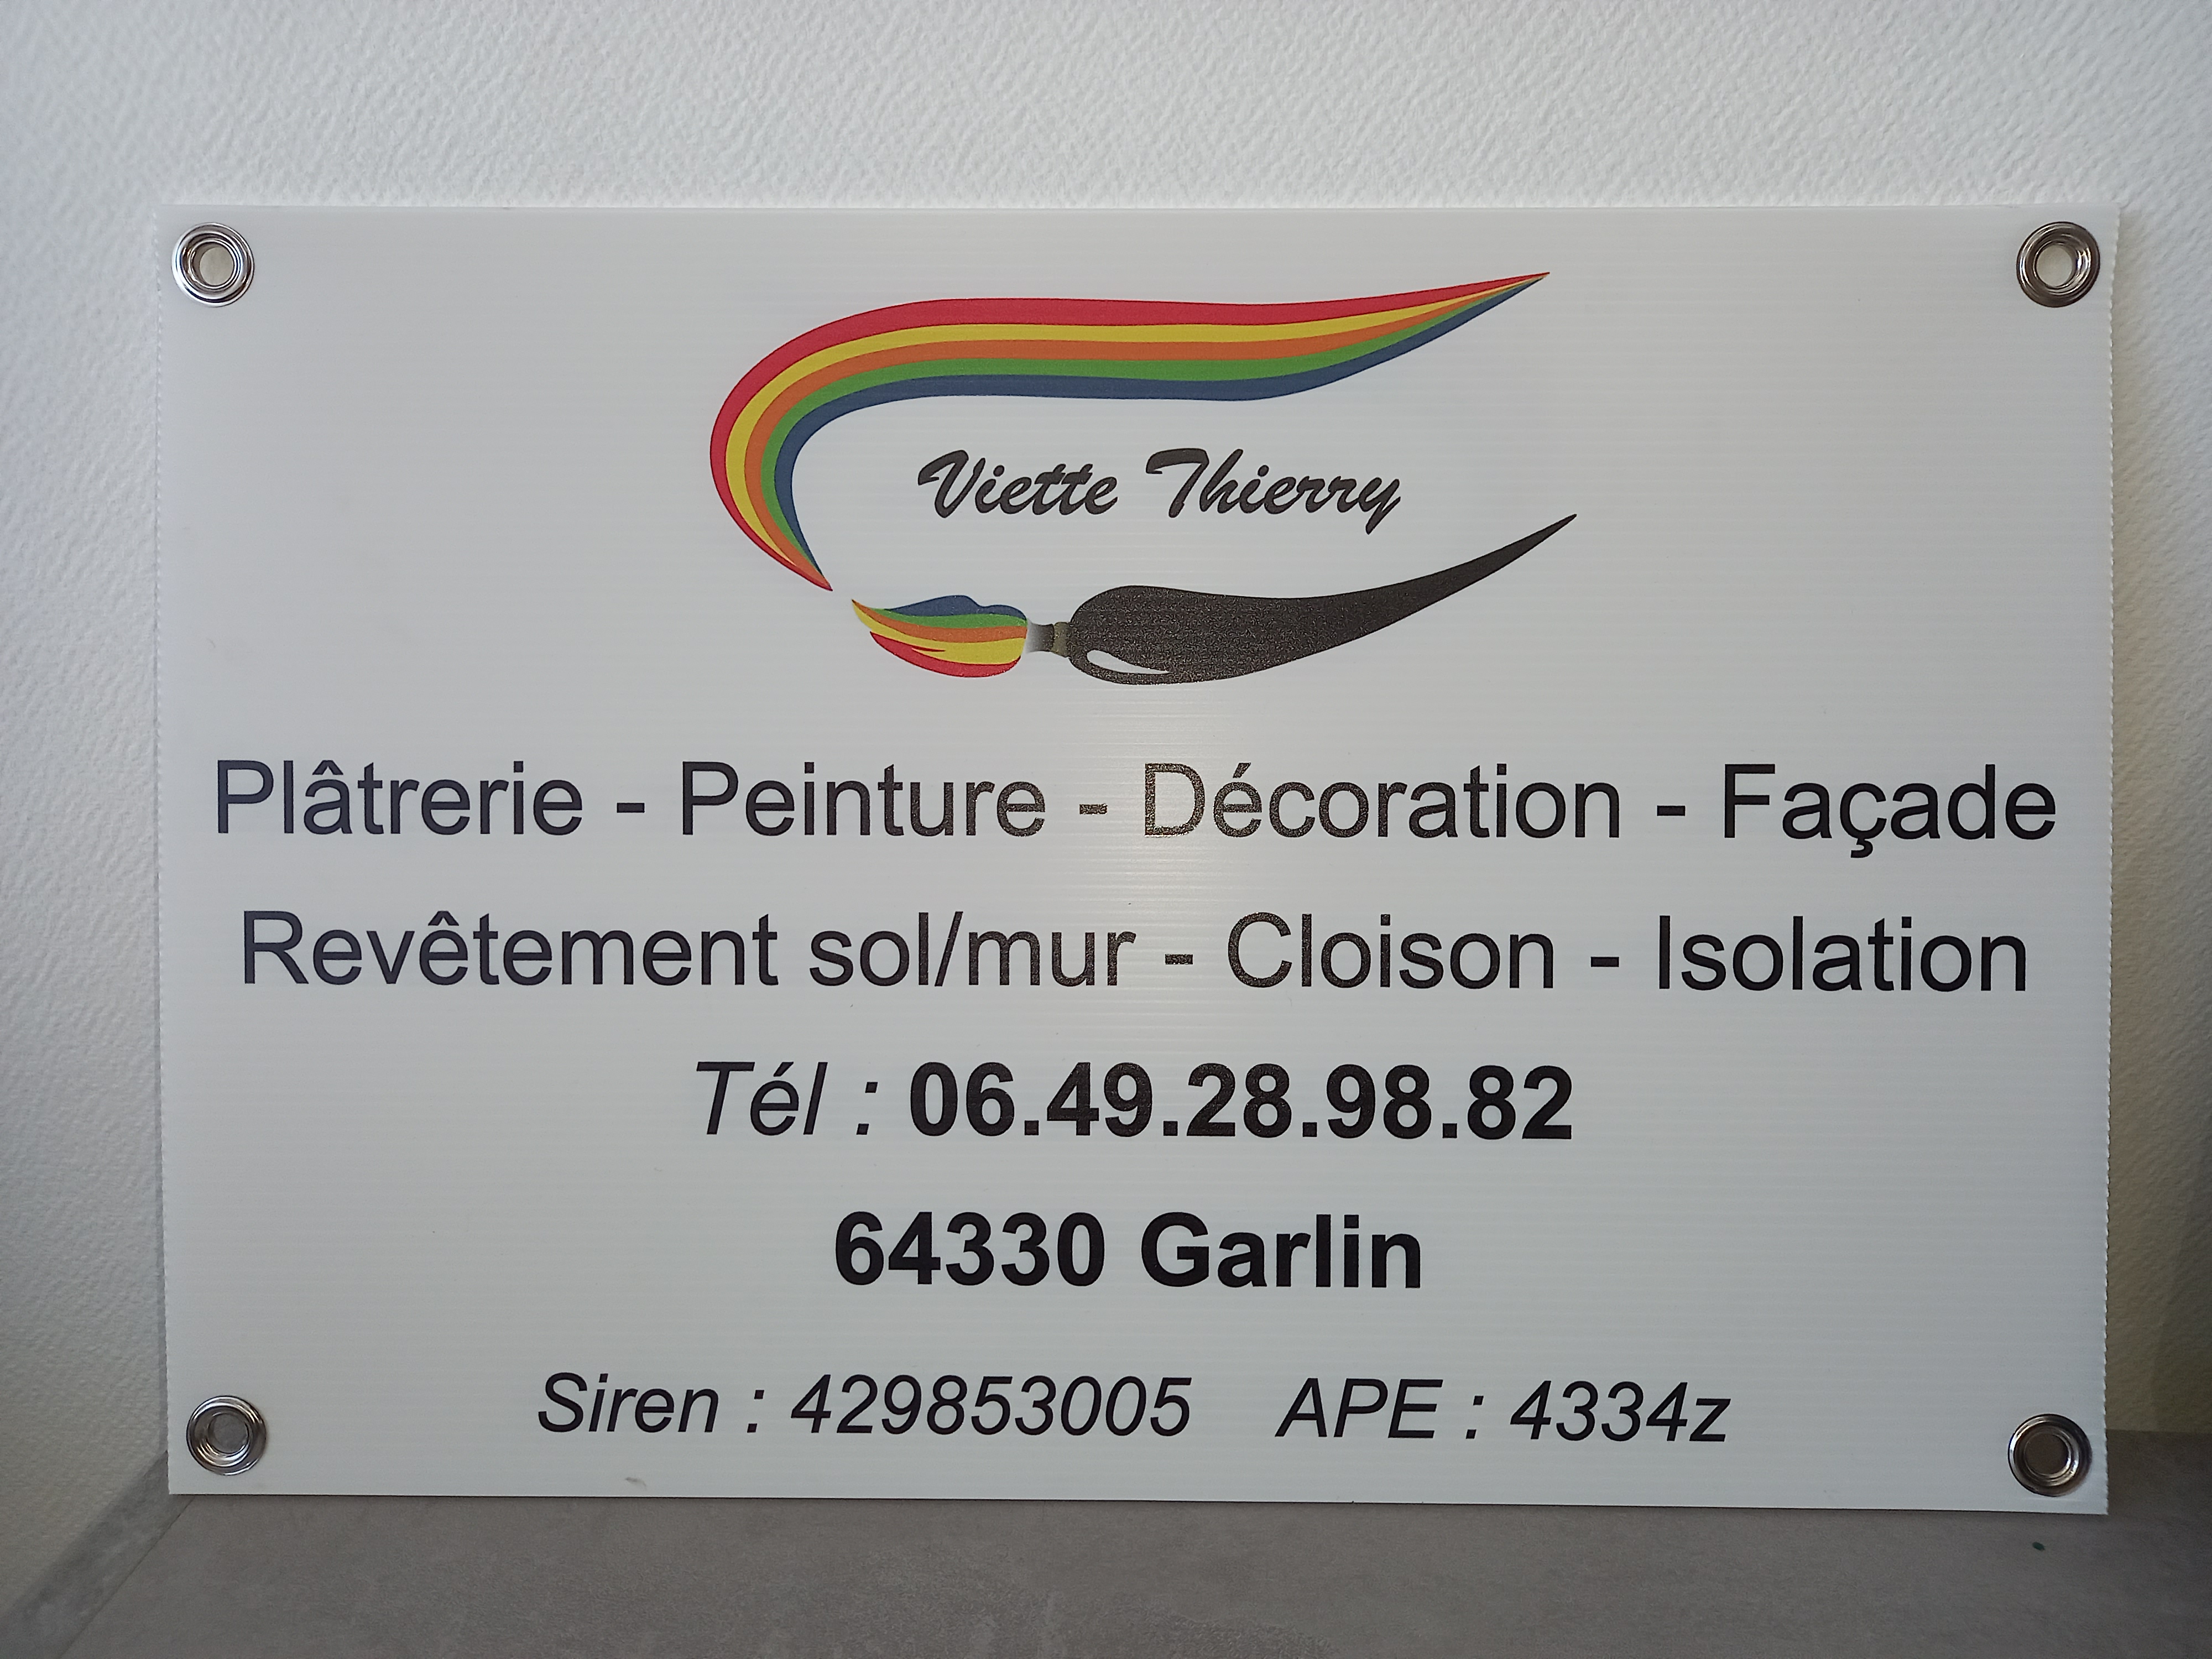 Viette Thierry
Plâtrerie - Peinture - Décoration - Façade
Revêtement sol/mur - Cloison - Isolation
Tél : 06.49.28.98.82
64330 Garlin
Siren : 429853005 APE : 4334z